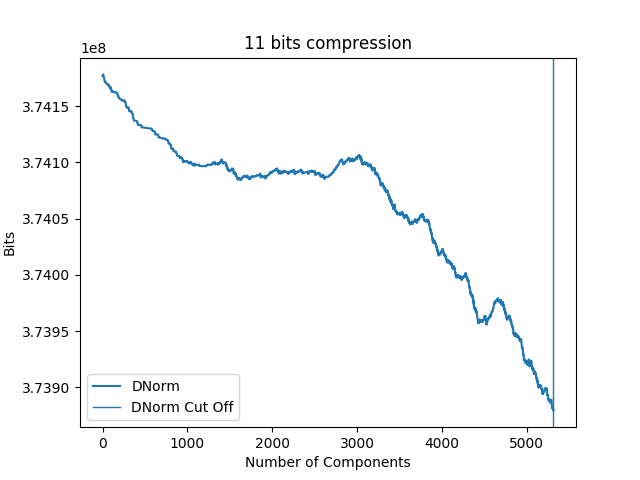 11 bits compression
1e8
3.7415
3.7410
3.7405
3.7400
3.7395
3.7390
Bits
DNorm
DNorm Cut Off
0 1000 2000 3000 4000 5000
Number of Components